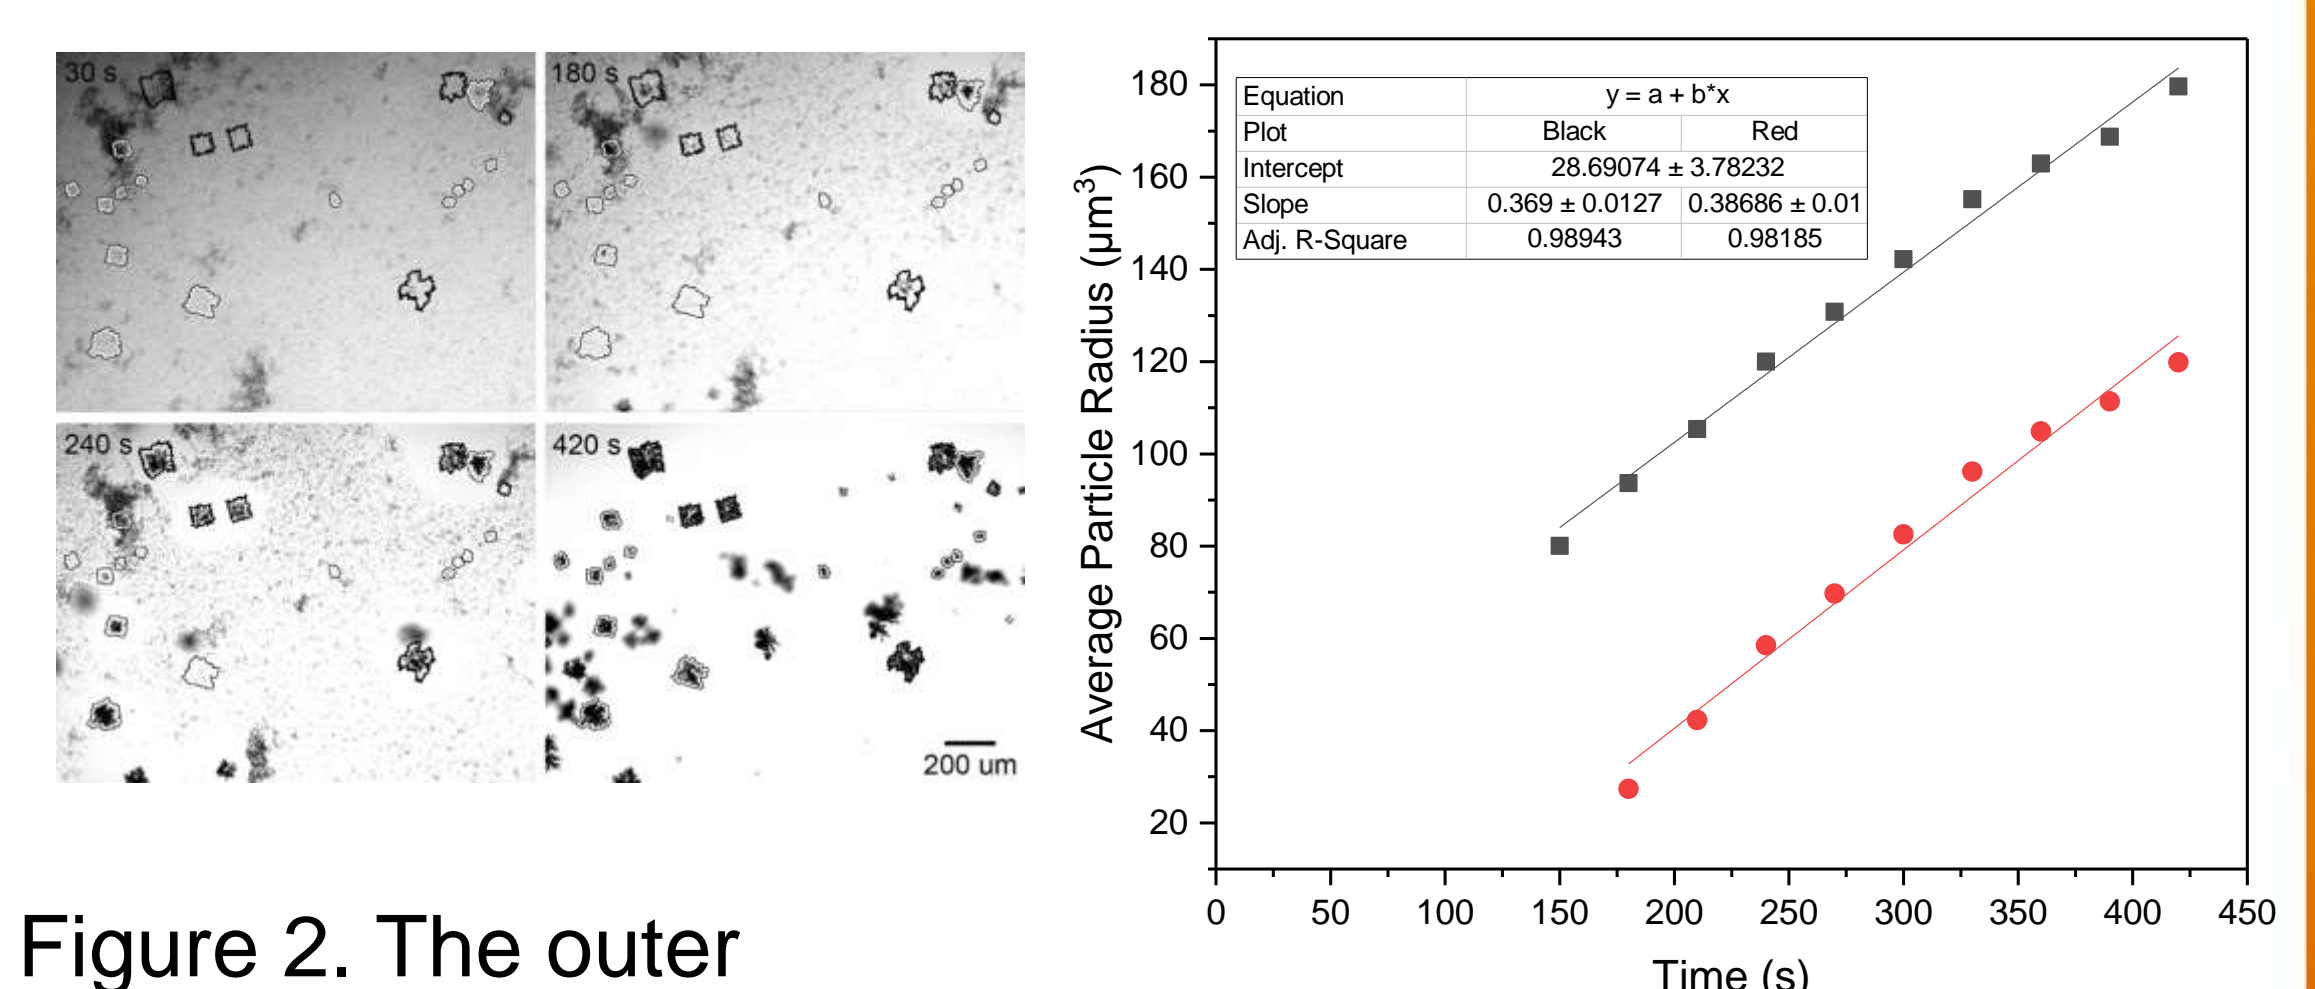 30 s
180 s
240 s
420 s
200 um
Figure 2. The outer
Average Particle Radius (μm³)
180
160
140
120
100
80
60
40
20
Equation y = a + b*x
Plot Black Red
Intercept 28.69074 ± 3.78232
Slope 0.369 ± 0.0127 0.38686 ± 0.01
Adj. R-Square 0.98943 0.98185
0 50 100 150 200 250 300 350 400 450
Time (s)